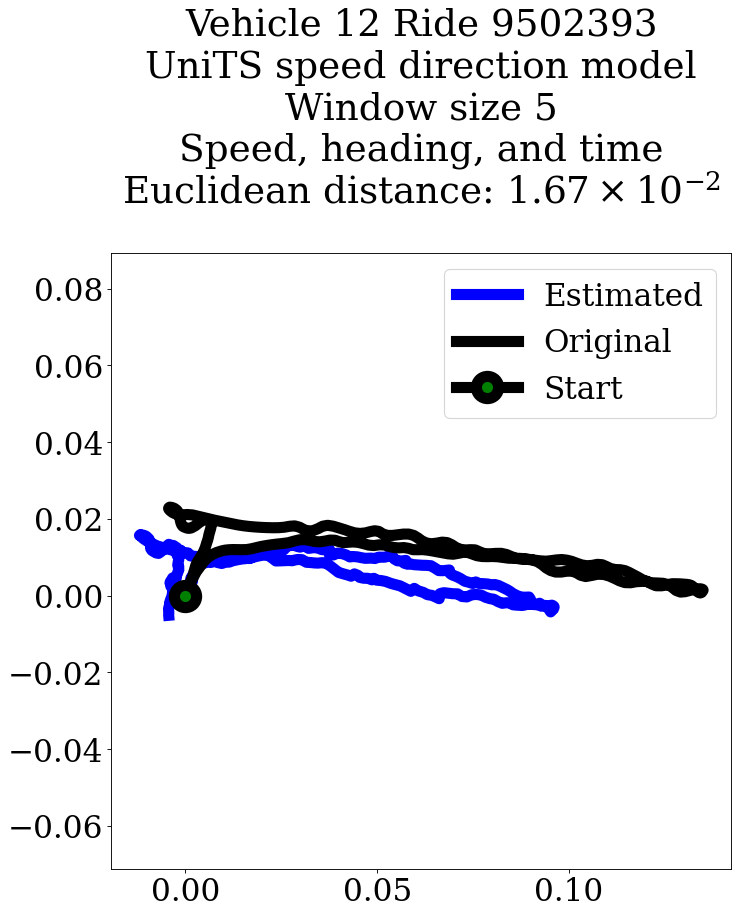 Vehicle 12 Ride 9502393
UniTS speed direction model
Window size 5
Speed, heading, and time
Euclidean distance: 1.67 × 10⁻²
Estimated
Original
Start
0.08
0.06
0.04
0.02
0.00
−0.02
−0.04
−0.06
0.00 0.05 0.10